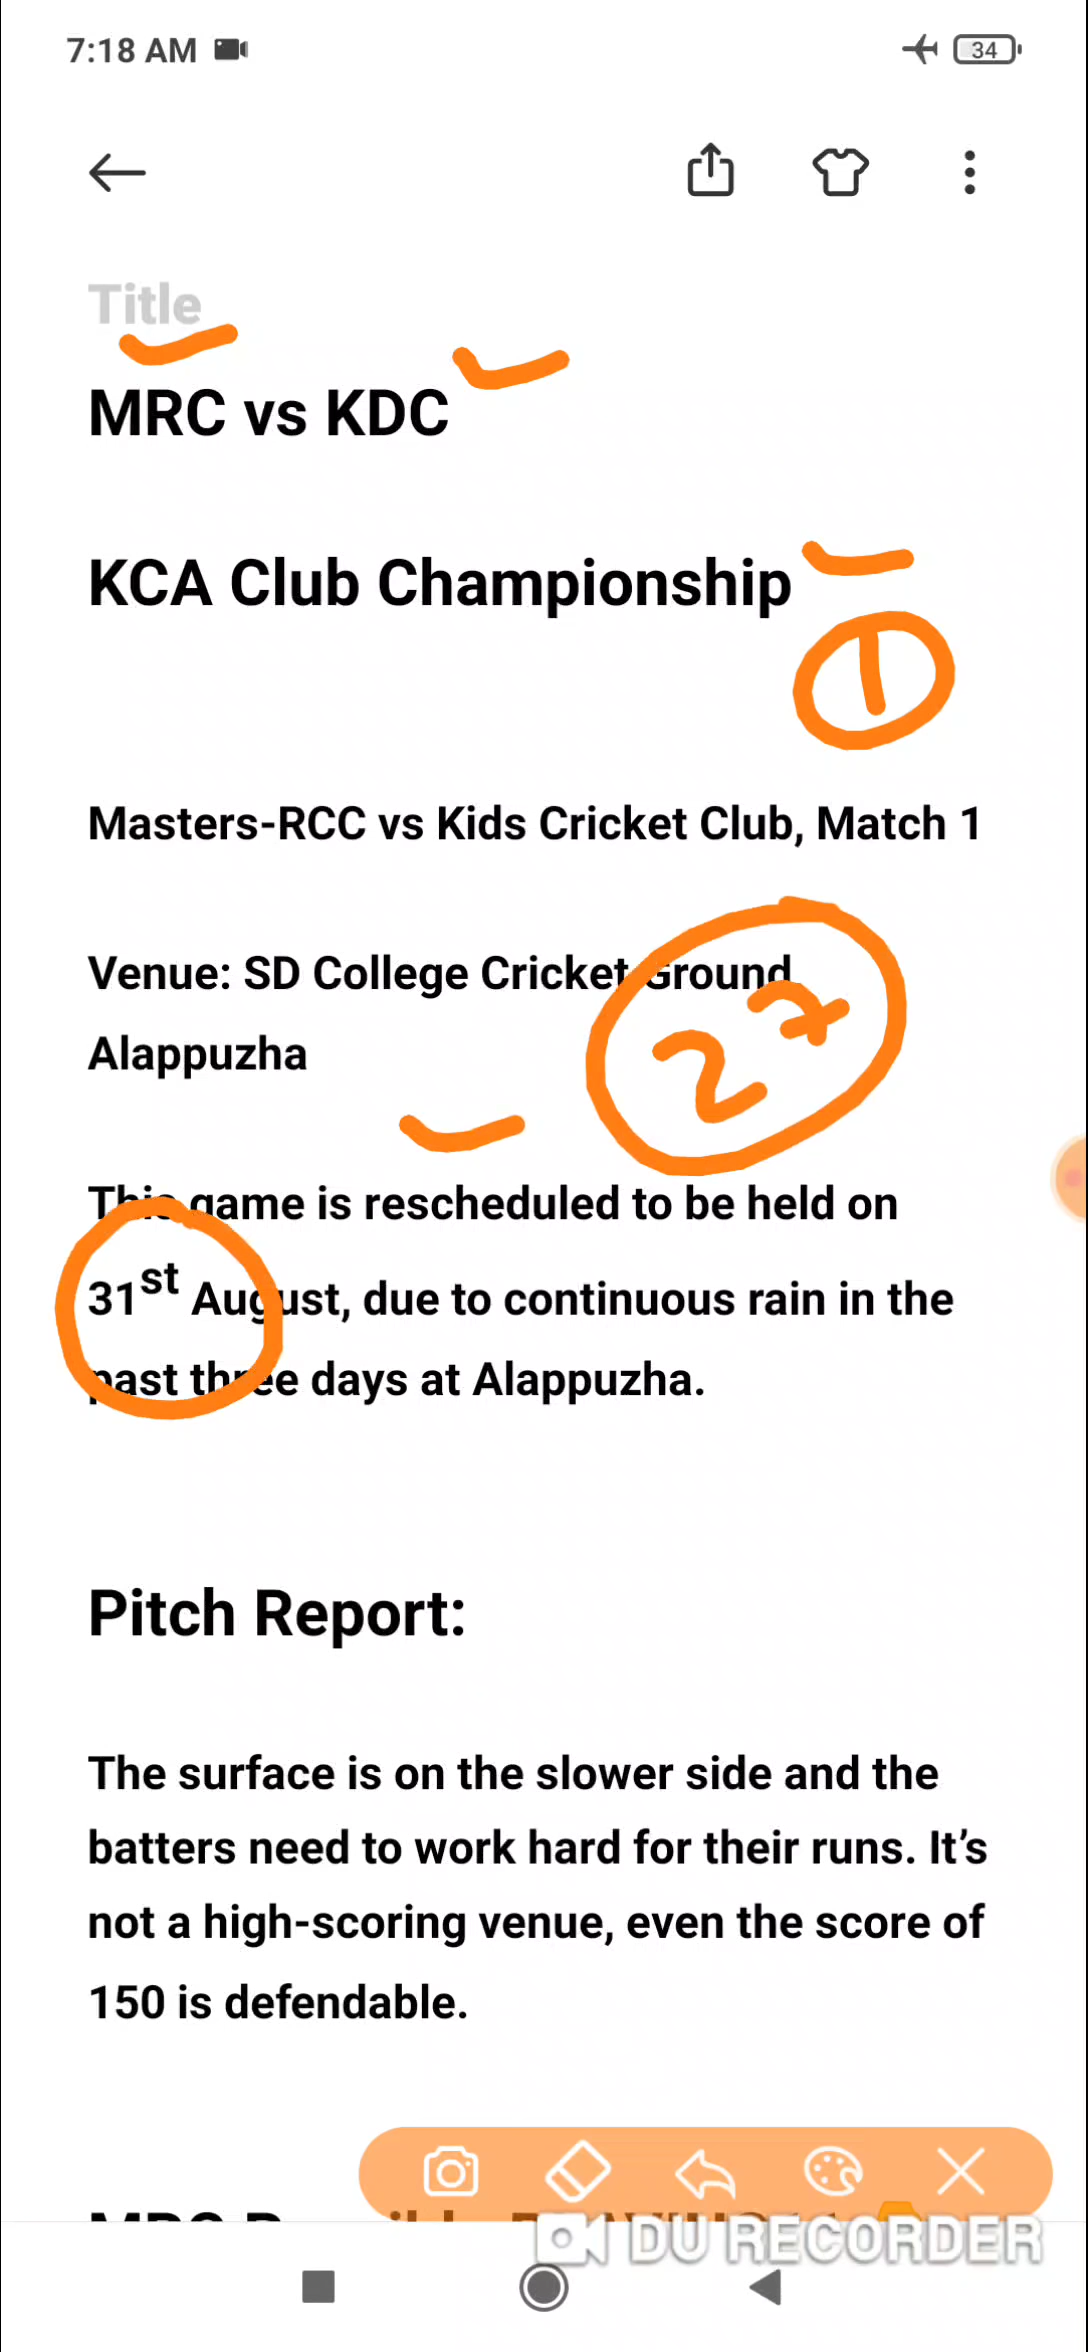 7:18 AM
34
Title
MRC vs KDC
KCA Club Championship
1
Masters-RCC vs Kids Cricket Club, Match 1
Venue: SD College Cricket Ground
Alappuzha
27
This game is rescheduled to be held on
31st August, due to continuous rain in the
past three days at Alappuzha.
Pitch Report:
The surface is on the slower side and the
batters need to work hard for their runs. It’s
not a high-scoring venue, even the score of
150 is defendable.
DU RECORDER